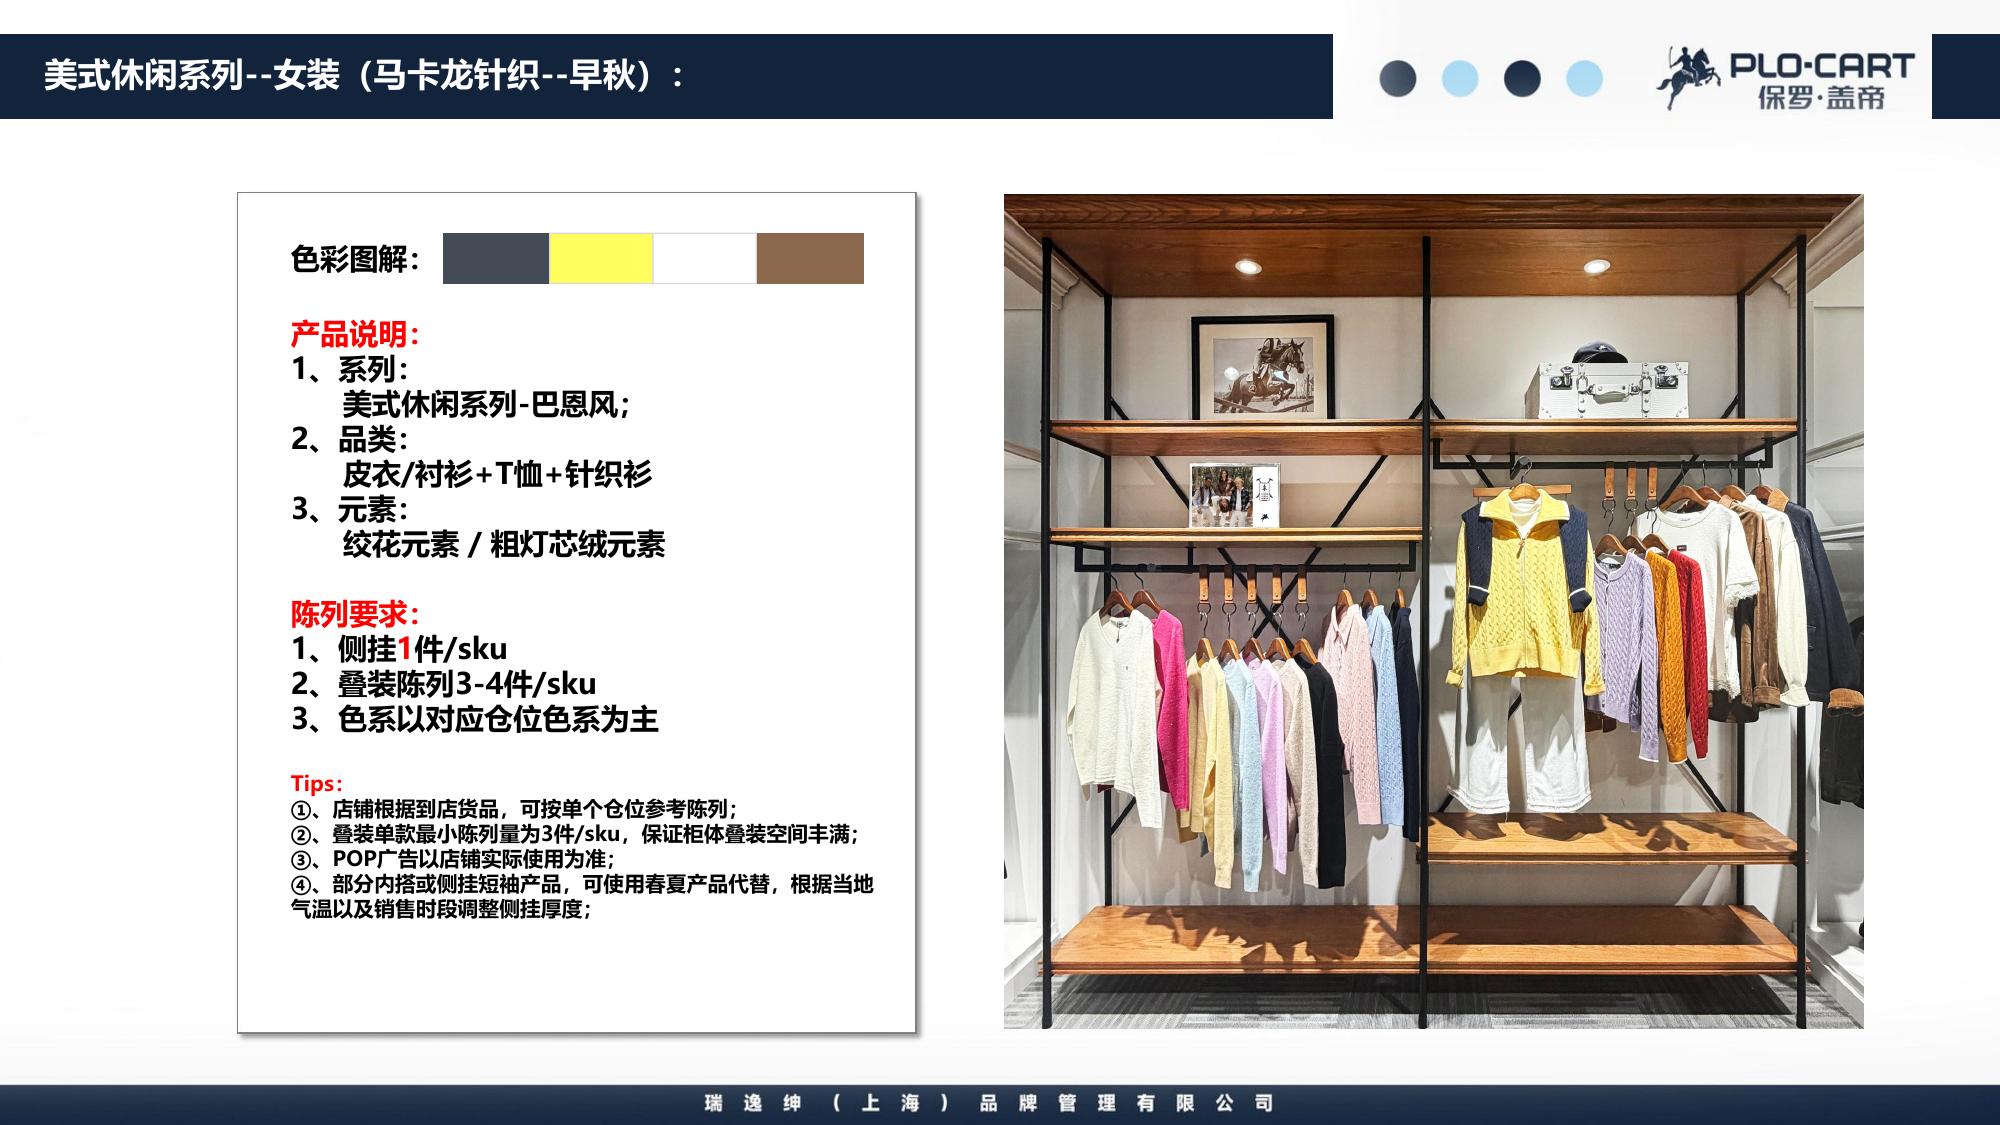 美式休闲系列--女装（马卡龙针织--早秋）:
PLO·CART
保罗·盖帝
色彩图解：
产品说明：
1、系列：
美式休闲系列-巴恩风；
2、品类：
皮衣/衬衫+T恤+针织衫
3、元素：
绞花元素 / 粗灯芯绒元素
陈列要求：
1、侧挂1件/sku
2、叠装陈列3-4件/sku
3、色系以对应仓位色系为主
Tips：
①、店铺根据到店货品，可按单个仓位参考陈列；
②、叠装单款最小陈列量为3件/sku，保证柜体叠装空间丰满；
③、POP广告以店铺实际使用为准；
④、部分内搭或侧挂短袖产品，可使用春夏产品代替，根据当地
气温以及销售时段调整侧挂厚度；
瑞逸绅（上海）品牌管理有限公司